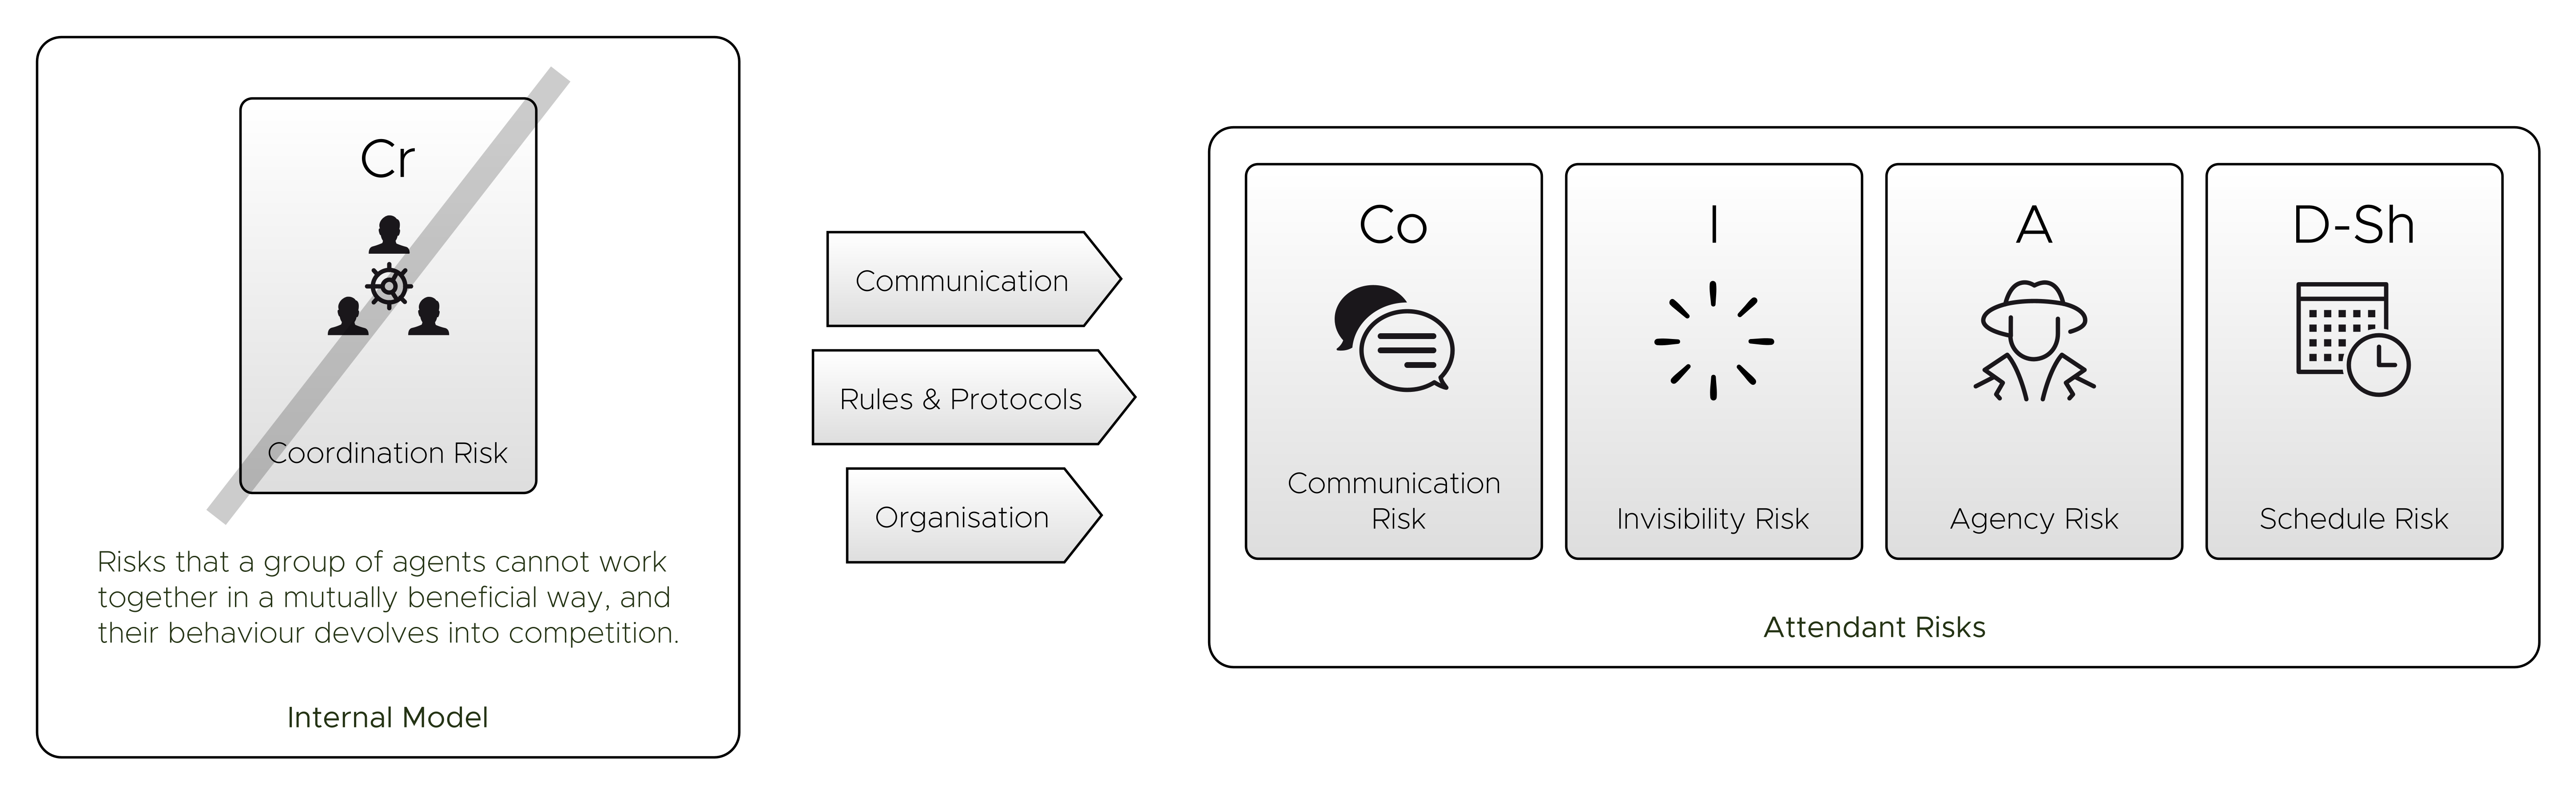 Cr
Coordination Risk
Risks that a group of agents cannot work
together in a mutually beneficial way, and
their behaviour devolves into competition.
Internal Model
Communication
Rules & Protocols
Organisation
Co
Communication
Risk
I
Invisibility Risk
A
Agency Risk
D-Sh
Schedule Risk
Attendant Risks